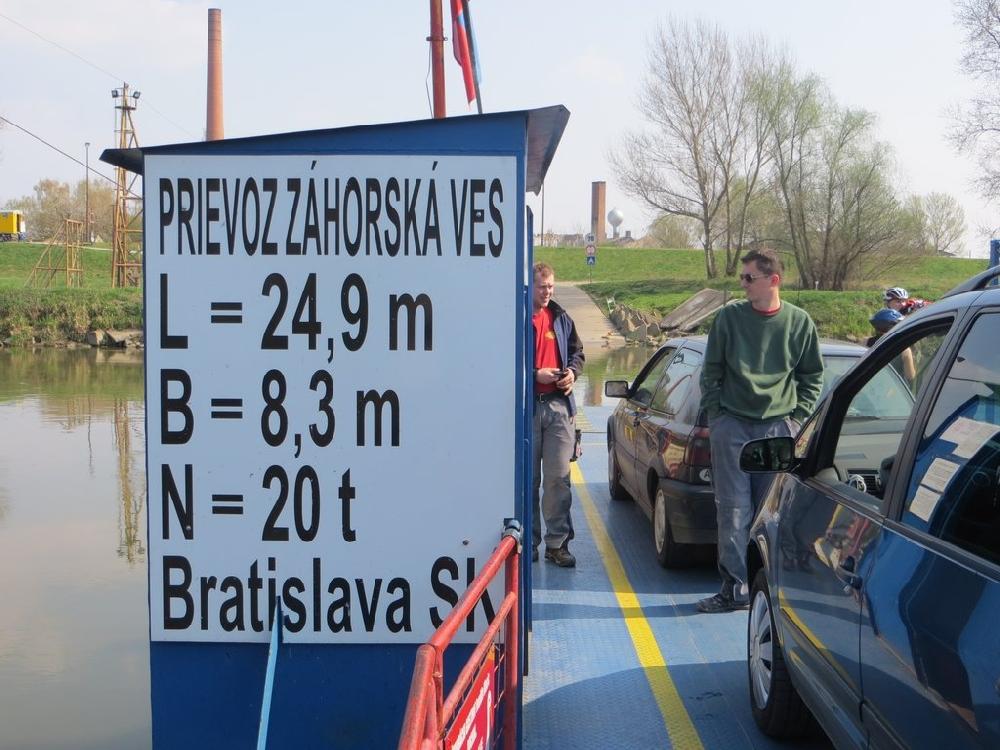 PRIEVOZ ZÁHORSKÁ VES
L = 24,9 m
B = 8,3 m
N = 20 t
Bratislava SK